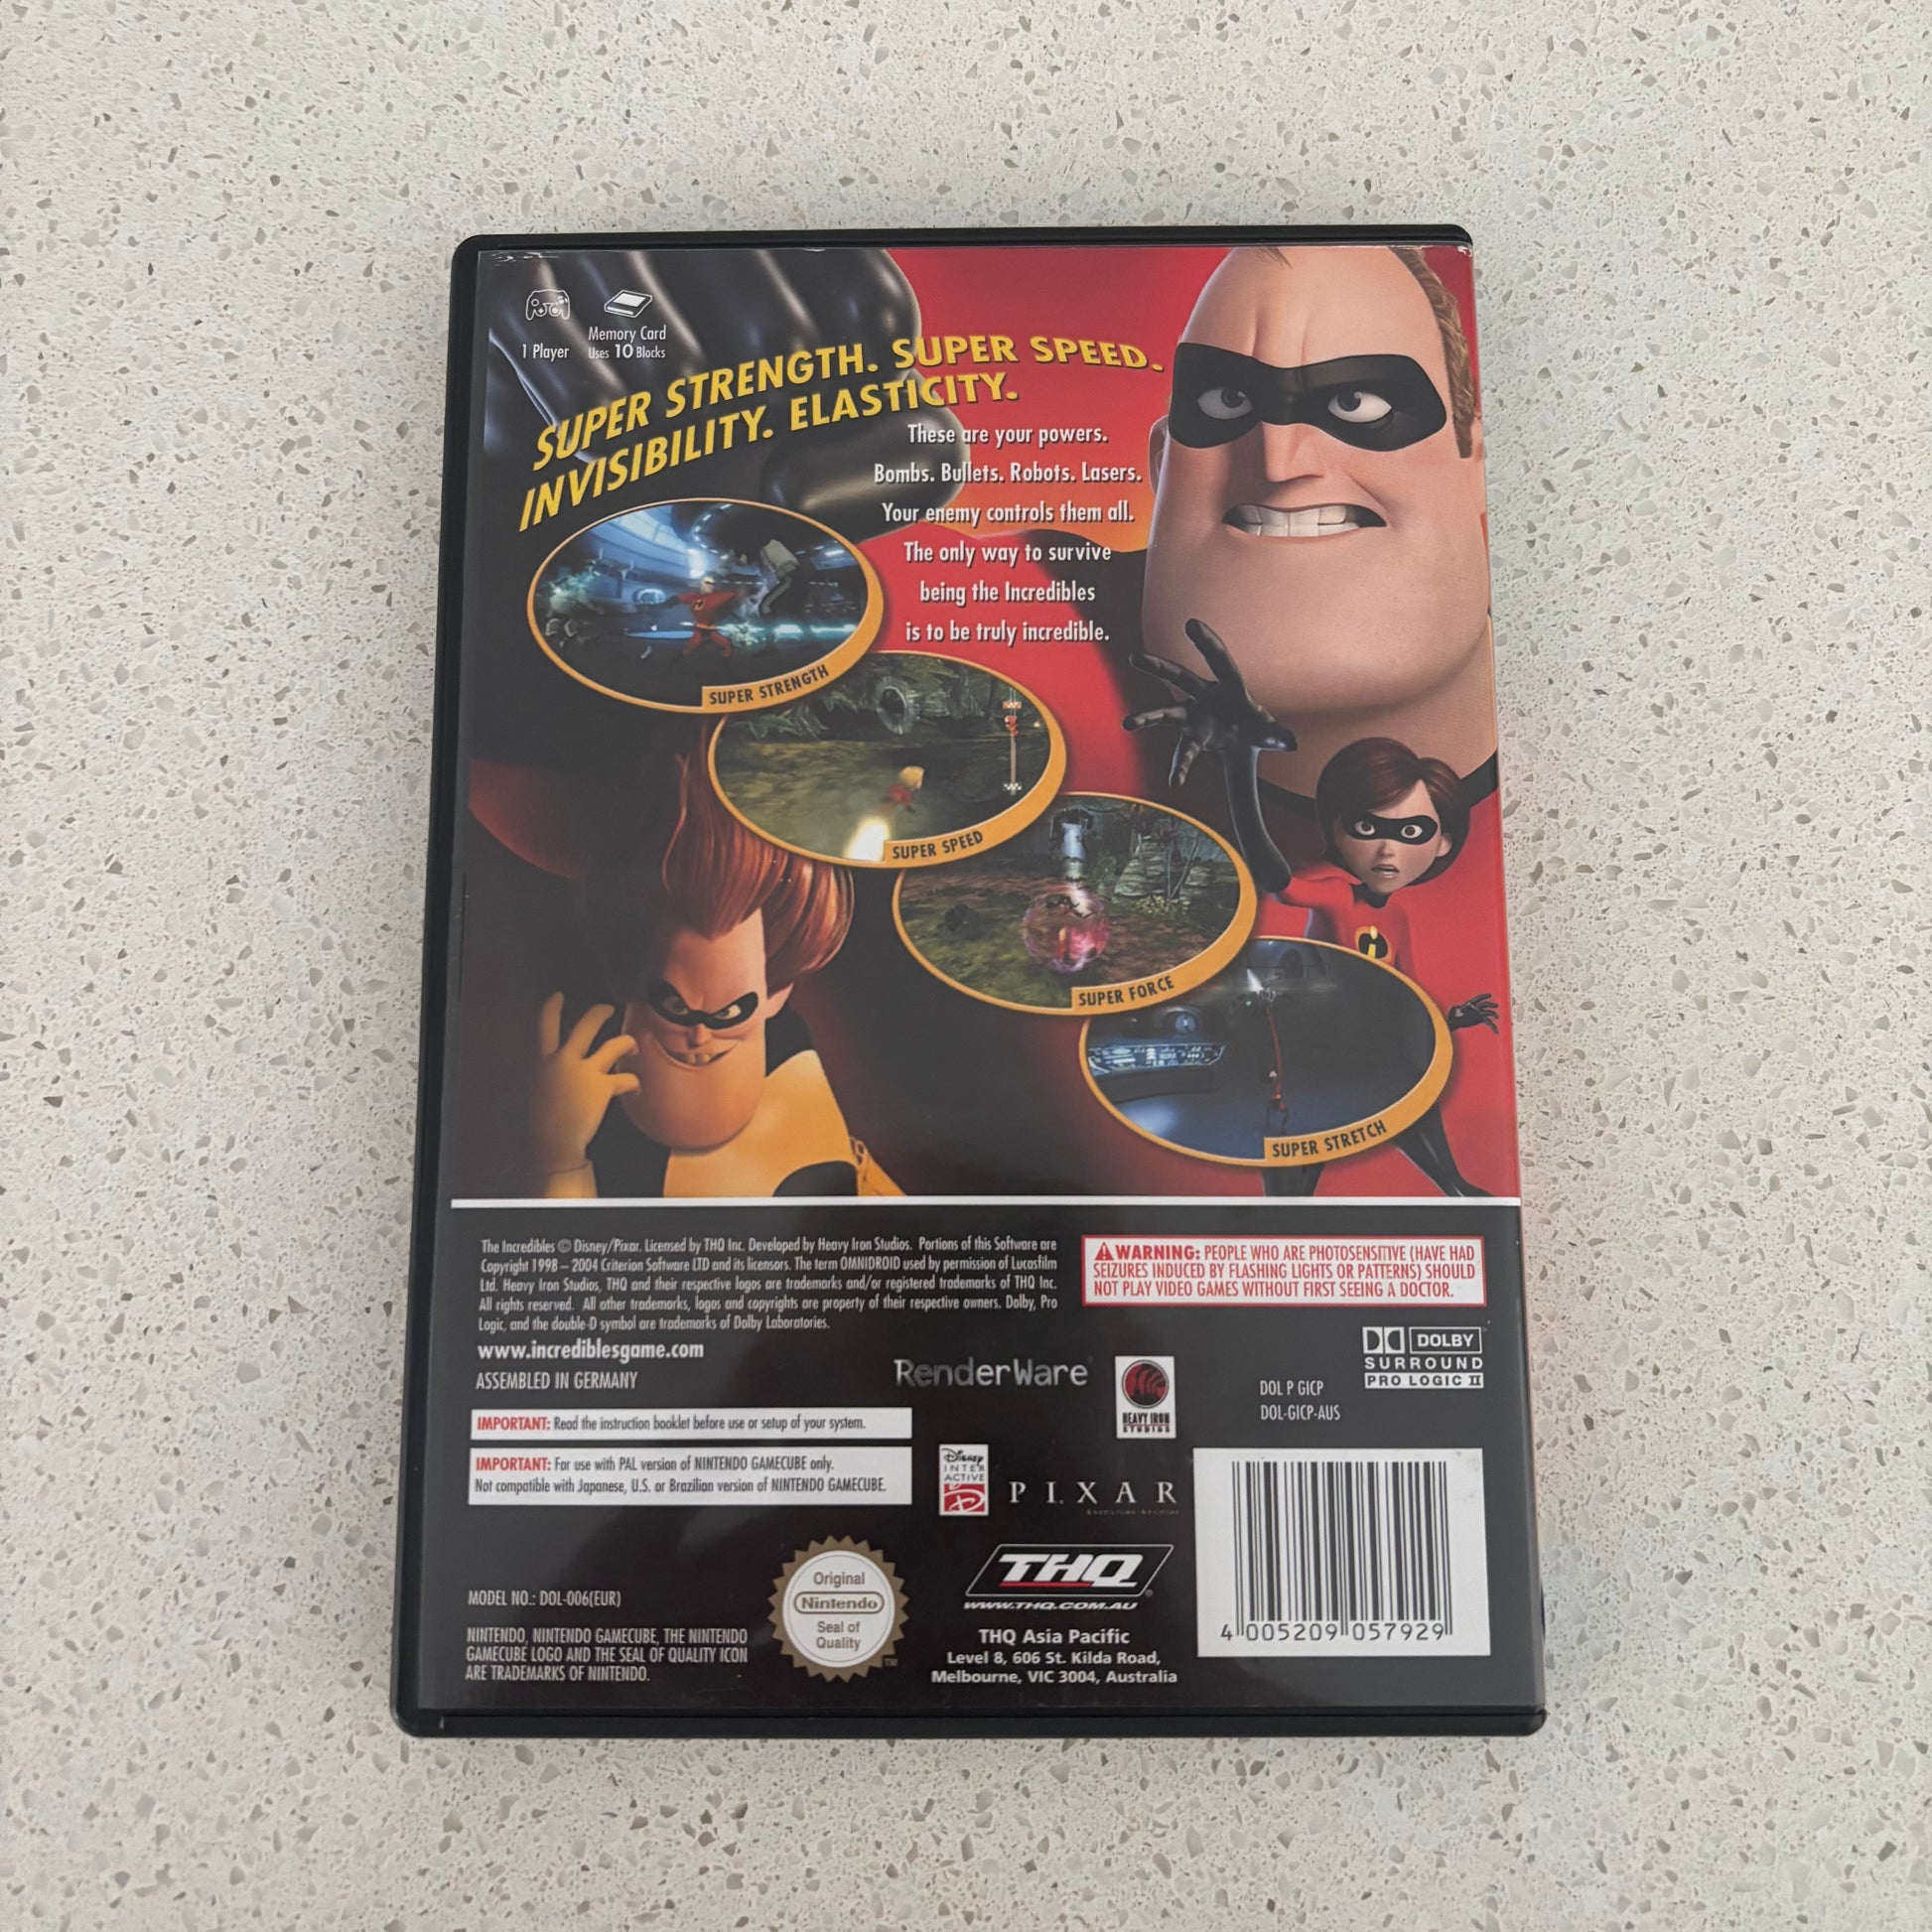 1 Player
Memory Card
Uses 10 Blocks
SUPER STRENGTH. SUPER SPEED.
INVISIBILITY. ELASTICITY.
These are your powers.
Bombs. Bullets. Robots. Lasers.
Your enemy controls them all.
The only way to survive
being the Incredibles
is to be truly incredible.
SUPER STRENGTH
SUPER SPEED
SUPER FORCE
SUPER STRETCH
The Incredibles © Disney/Pixar. Licensed by THQ Inc. Developed by Heavy Iron Studios. Portions of this Software are
Copyright 1998 – 2004 Criterion Software LTD and its licensors. The term OMNIDROID used by permission of Lucasfilm
Ltd. Heavy Iron Studios, THQ and their respective logos are trademarks and/or registered trademarks of THQ Inc.
All rights reserved. All other trademarks, logos and copyrights are property of their respective owners. Dolby, Pro
Logic, and the double-D symbol are trademarks of Dolby Laboratories.
www.incrediblesgame.com
ASSEMBLED IN GERMANY
WARNING: PEOPLE WHO ARE PHOTOSENSITIVE (HAVE HAD
SEIZURES INDUCED BY FLASHING LIGHTS OR PATTERNS) SHOULD
NOT PLAY VIDEO GAMES WITHOUT FIRST SEEING A DOCTOR.
DOLBY
SURROUND
PRO LOGIC II
RenderWare
HEAVY IRON
STUDIOS
DOL P GICP
DOL-GICP-AUS
IMPORTANT: Read the instruction booklet before use or setup of your system.
IMPORTANT: For use with PAL version of NINTENDO GAMECUBE only.
Not compatible with Japanese, U.S. or Brazilian version of NINTENDO GAMECUBE.
Disney
INTER
ACTIVE
PIXAR
MODEL NO.: DOL-006(EUR)
NINTENDO, NINTENDO GAMECUBE, THE NINTENDO
GAMECUBE LOGO AND THE SEAL OF QUALITY ICON
ARE TRADEMARKS OF NINTENDO.
Original
Nintendo
Seal of
Quality
TM
THQ
WWW.THQ.COM.AU
THQ Asia Pacific
Level 8, 606 St. Kilda Road,
Melbourne, VIC 3004, Australia
4 005209 057929